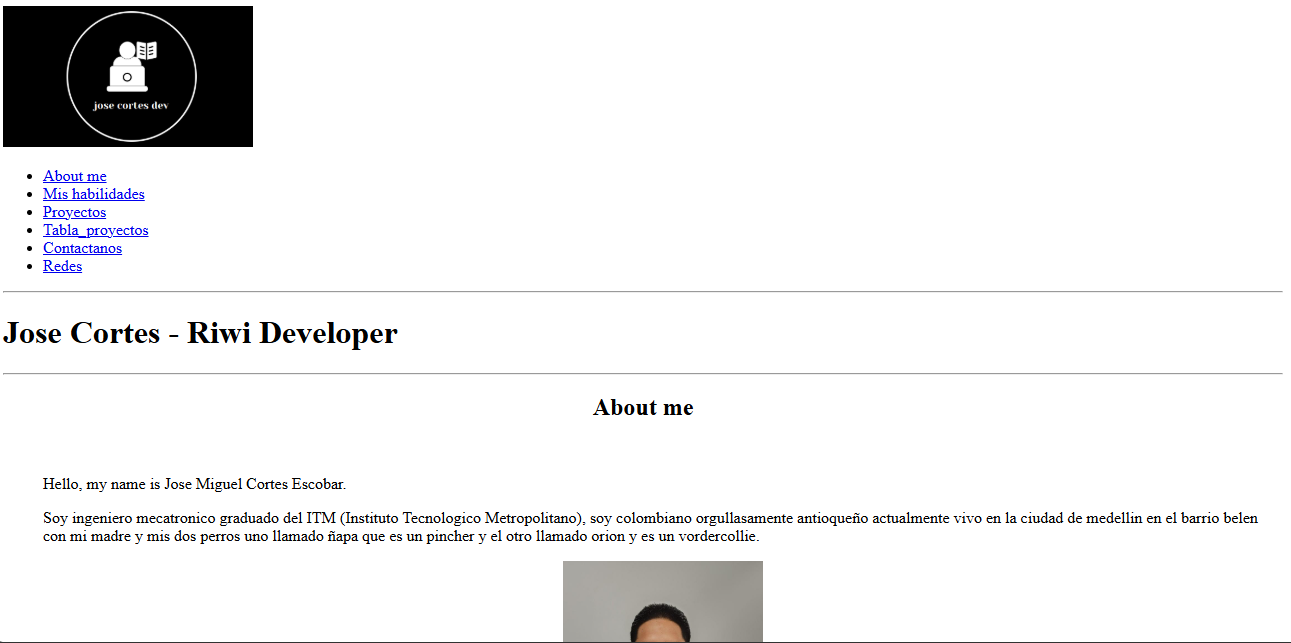 jose cortes dev
About me
Mis habilidades
Proyectos
Tabla_proyectos
Contactanos
Redes
Jose Cortes - Riwi Developer
About me
Hello, my name is Jose Miguel Cortes Escobar.
Soy ingeniero mecatronico graduado del ITM (Instituto Tecnologico Metropolitano), soy colombiano orgullasamente antioqueño actualmente vivo en la ciudad de medellin en el barrio belen
con mi madre y mis dos perros uno llamado ñapa que es un pincher y el otro llamado orion y es un vordercollie.